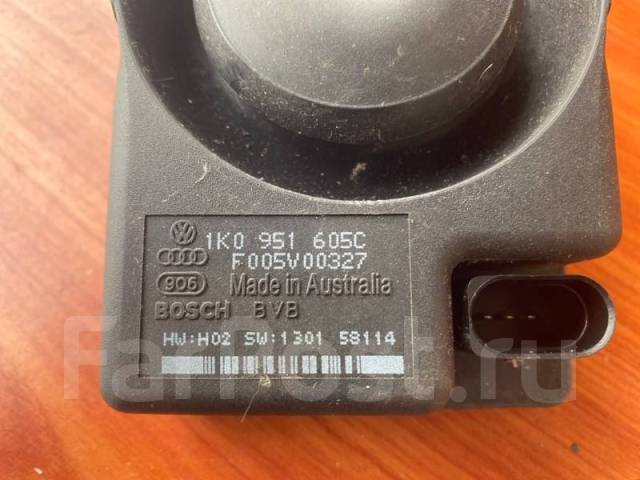 1K0 951 605C
F005V00327
906 Made in Australia
BOSCH BVB
HW:H02 SW:1301 58114
FarPost.ru